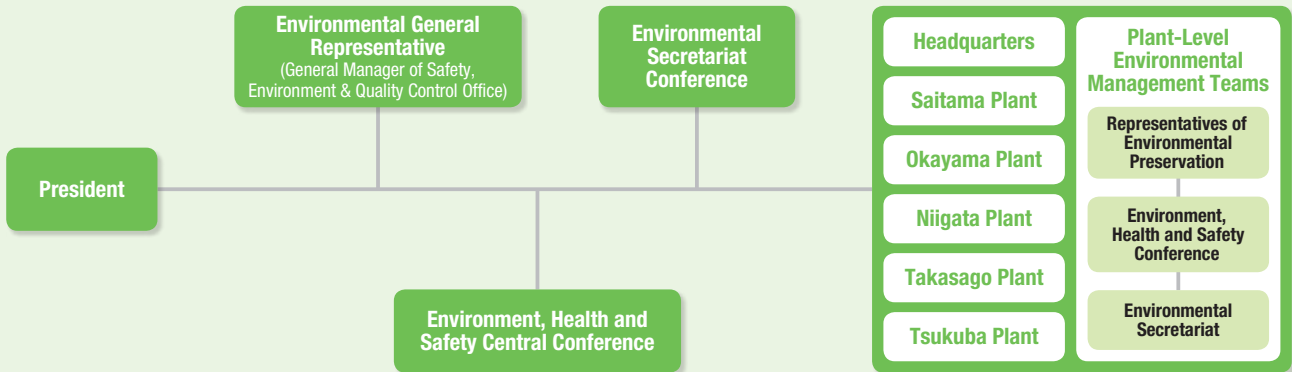 President
Environmental General
Representative
(General Manager of Safety,
Environment & Quality Control Office)
Environmental
Secretariat
Conference
Environment, Health and
Safety Central Conference
Headquarters
Saitama Plant
Okayama Plant
Niigata Plant
Takasago Plant
Tsukuba Plant
Plant-Level
Environmental
Management Teams
Representatives of
Environmental
Preservation
Environment,
Health and Safety
Conference
Environmental
Secretariat